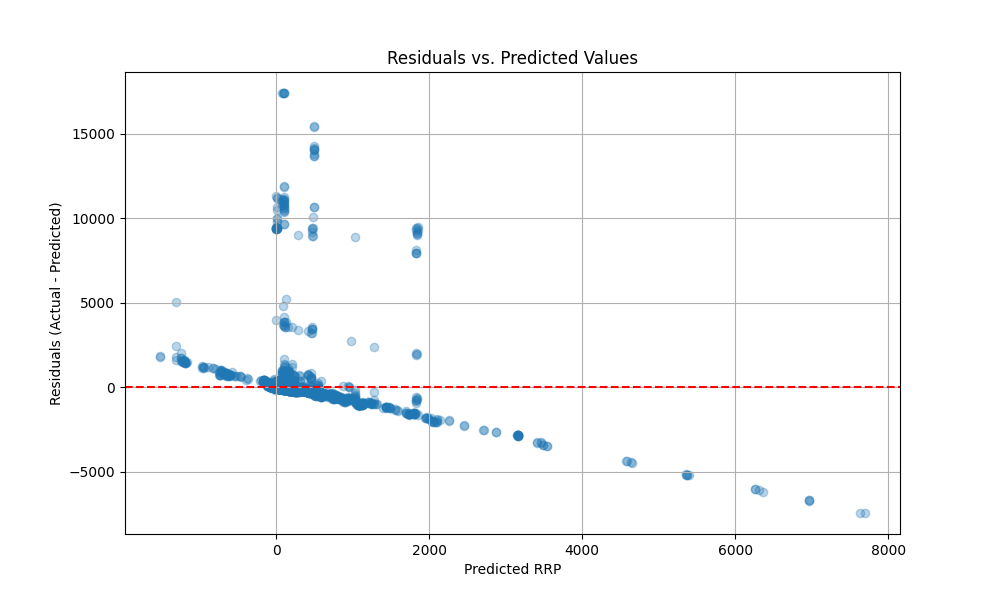 Residuals vs. Predicted Values
Residuals (Actual - Predicted)
15000
10000
5000
0
−5000
0 2000 4000 6000 8000
Predicted RRP